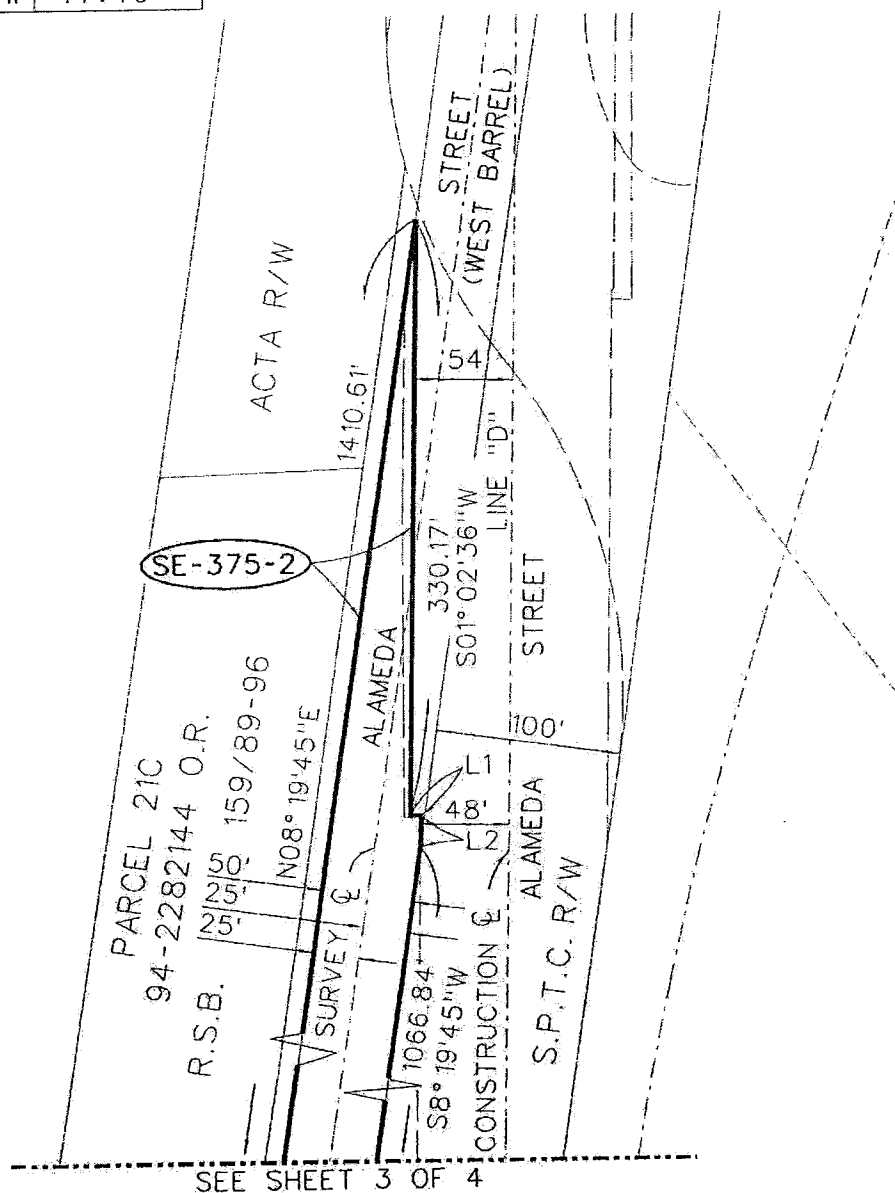 STREET
(WEST BARREL)
ACTA R/W
1410.61'
54
LINE "D"
SE-375-2
330.17'
S01°02'36"W
STREET
ALAMEDA
PARCEL 21C
94-2282144 O.R.
R.S.B. 159/89-96
N08°19'45"E
100'
L1
48'
L2
50'
25'
25'
SURVEY ℄
ALAMEDA
S.P.T.C. R/W
1066.84'
S8°19'45"W
CONSTRUCTION ℄
SEE SHEET 3 OF 4